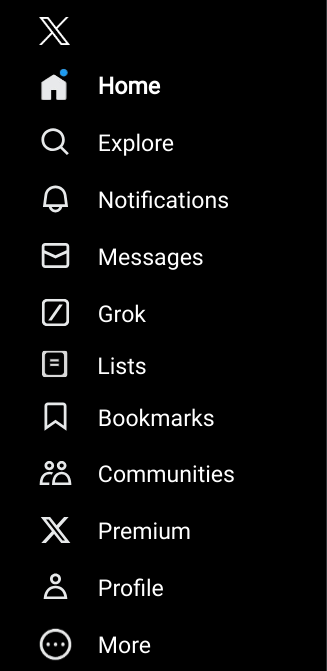 Home
Explore
Notifications
Messages
Grok
Lists
Bookmarks
Communities
Premium
Profile
More